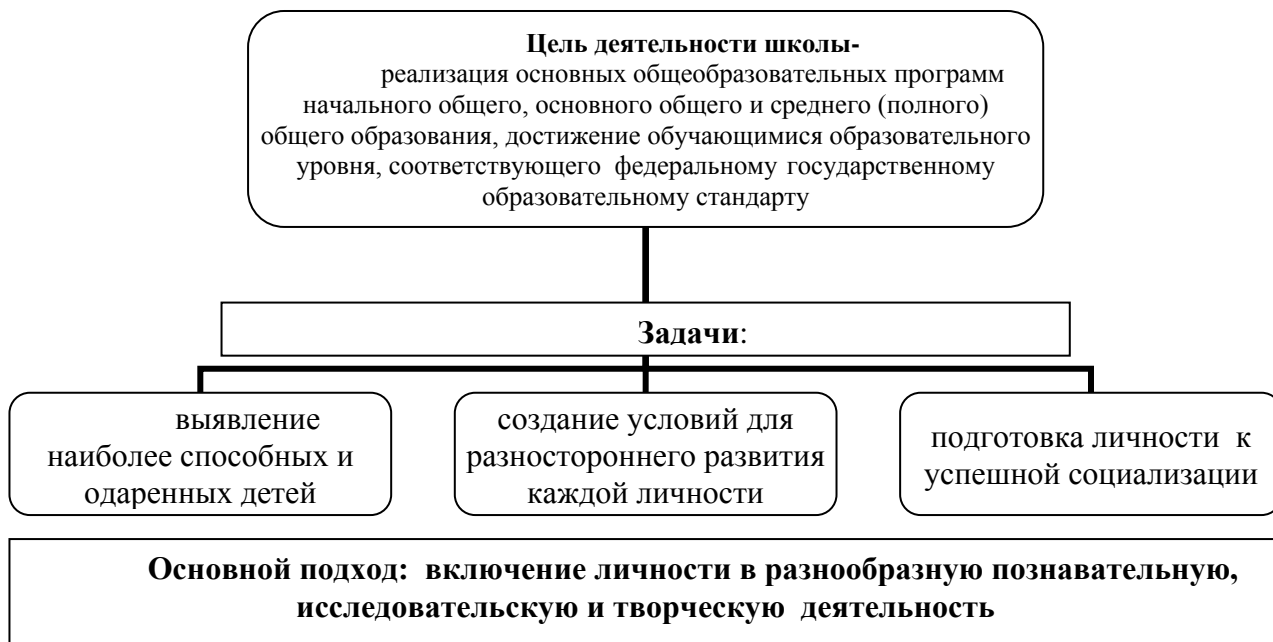 Цель деятельности школы-
реализация основных общеобразовательных программ
начального общего, основного общего и среднего (полного)
общего образования, достижение обучающимися образовательного
уровня, соответствующего федеральному государственному
образовательному стандарту
Задачи:
выявление
наиболее способных и
одаренных детей
создание условий для
разностороннего развития
каждой личности
подготовка личности к
успешной социализации
Основной подход: включение личности в разнообразную познавательную,
исследовательскую и творческую деятельность